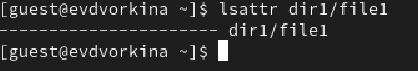 [guest@evdvorkina ~]$ lsattr dir1/file1
---------------------- dir1/file1
[guest@evdvorkina ~]$